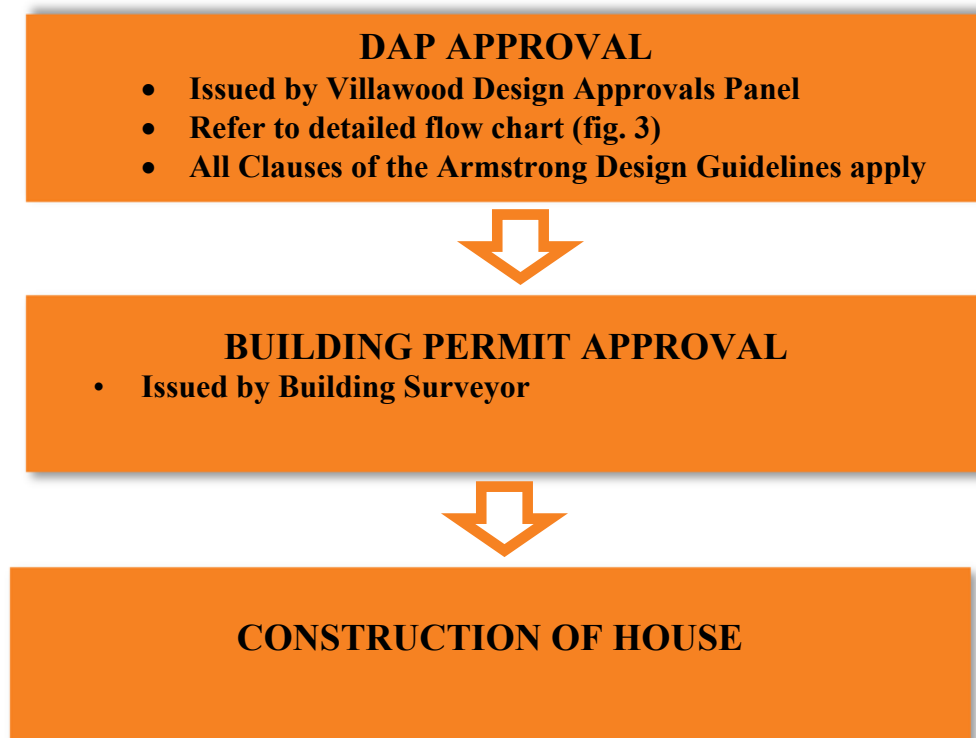 DAP APPROVAL
• Issued by Villawood Design Approvals Panel
• Refer to detailed flow chart (fig. 3)
• All Clauses of the Armstrong Design Guidelines apply
BUILDING PERMIT APPROVAL
• Issued by Building Surveyor
CONSTRUCTION OF HOUSE